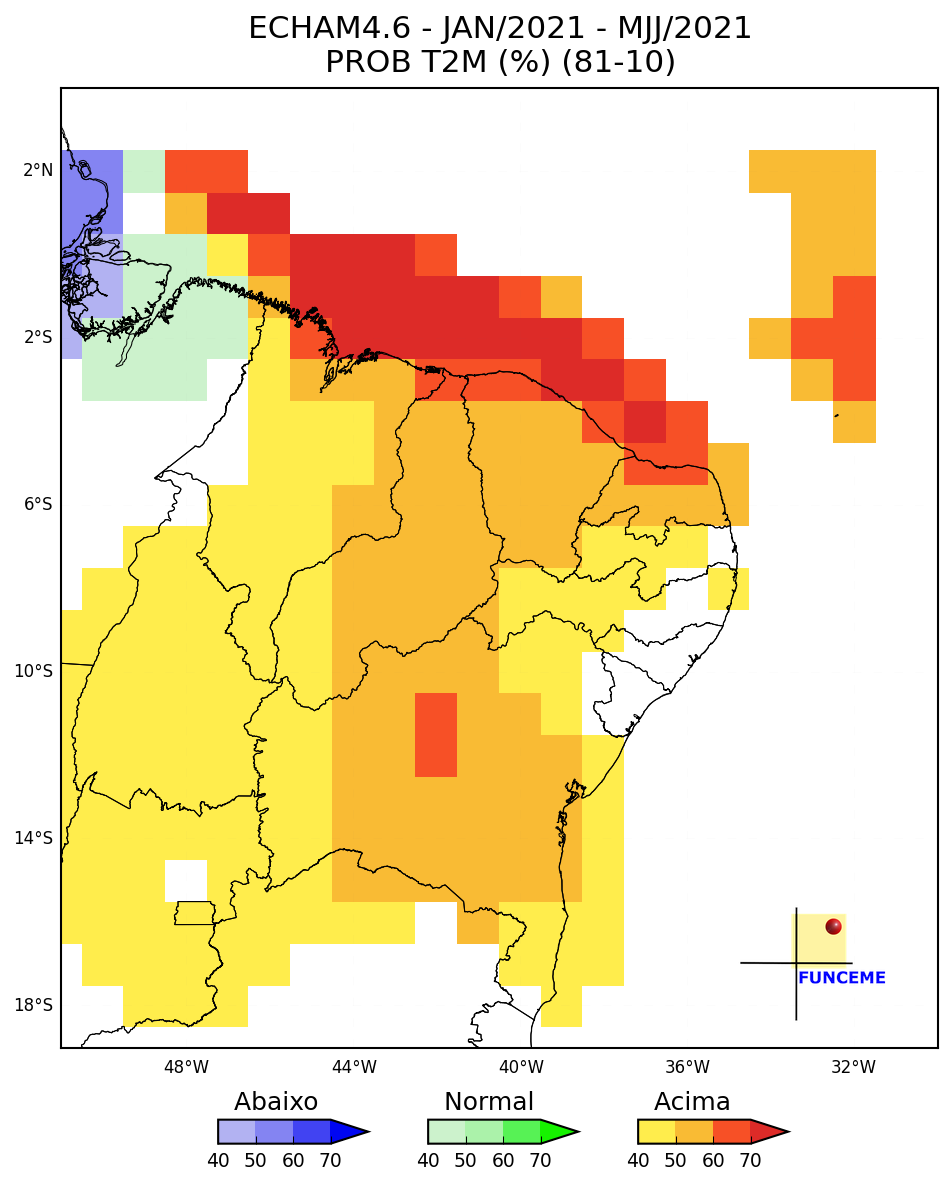 ECHAM4.6 - JAN/2021 - MJJ/2021
PROB T2M (%) (81-10)
2°N
2°S
6°S
10°S
14°S
18°S
FUNCEME
48°W 44°W 40°W 36°W 32°W
Abaixo Normal Acima
40 50 60 70 40 50 60 70 40 50 60 70